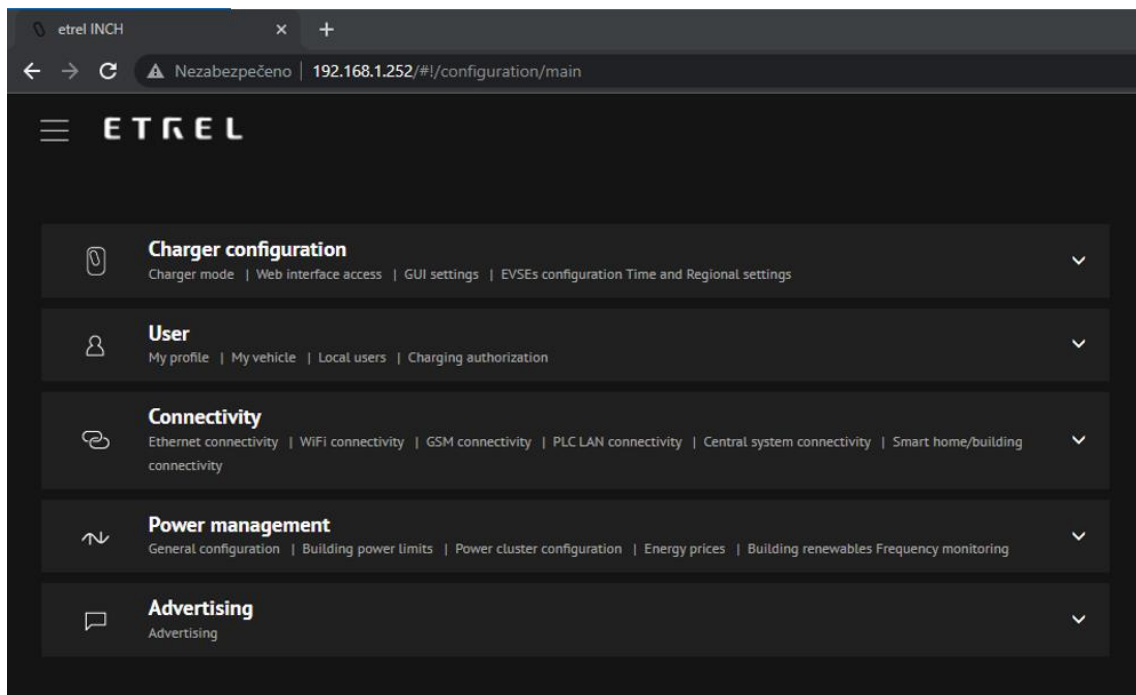 etrel INCH
Nezabezpečeno | 192.168.1.252/#!/configuration/main
ETREL
Charger configuration
Charger mode | Web interface access | GUI settings | EVSEs configuration Time and Regional settings
User
My profile | My vehicle | Local users | Charging authorization
Connectivity
Ethernet connectivity | WiFi connectivity | GSM connectivity | PLC LAN connectivity | Central system connectivity | Smart home/building
connectivity
Power management
General configuration | Building power limits | Power cluster configuration | Energy prices | Building renewables Frequency monitoring
Advertising
Advertising